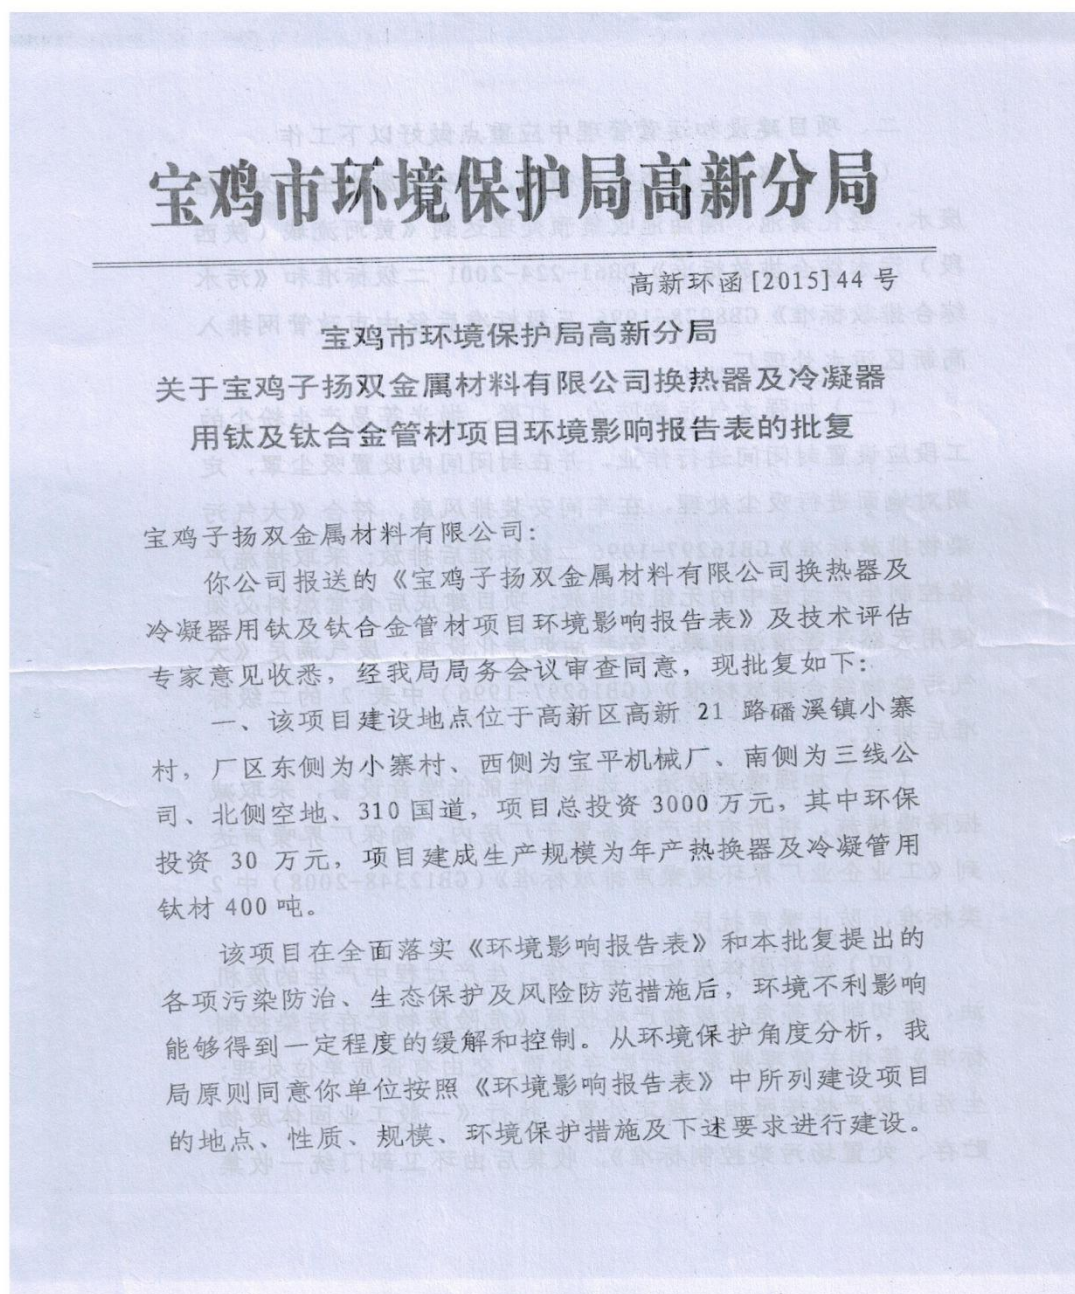 宝鸡市环境保护局高新分局
高新环函[2015]44 号
宝鸡市环境保护局高新分局
关于宝鸡子扬双金属材料有限公司换热器及冷凝器
用钛及钛合金管材项目环境影响报告表的批复
宝鸡子扬双金属材料有限公司：
你公司报送的《宝鸡子扬双金属材料有限公司换热器及
冷凝器用钛及钛合金管材项目环境影响报告表》及技术评估
专家意见收悉，经我局局务会议审查同意，现批复如下：
一、该项目建设地点位于高新区高新 21 路磻溪镇小寨
村，厂区东侧为小寨村、西侧为宝平机械厂、南侧为三线公
司、北侧空地、310 国道，项目总投资 3000 万元，其中环保
投资 30 万元，项目建成生产规模为年产热换器及冷凝管用
钛材 400 吨。
该项目在全面落实《环境影响报告表》和本批复提出的
各项污染防治、生态保护及风险防范措施后，环境不利影响
能够得到一定程度的缓解和控制。从环境保护角度分析，我
局原则同意你单位按照《环境影响报告表》中所列建设项目
的地点、性质、规模、环境保护措施及下述要求进行建设。